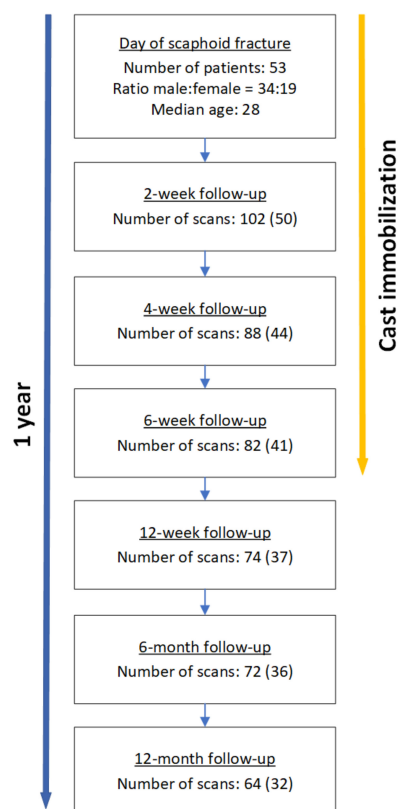 Day of scaphoid fracture
Number of patients: 53
Ratio male:female = 34:19
Median age: 28
2-week follow-up
Number of scans: 102 (50)
4-week follow-up
Number of scans: 88 (44)
6-week follow-up
Number of scans: 82 (41)
12-week follow-up
Number of scans: 74 (37)
6-month follow-up
Number of scans: 72 (36)
12-month follow-up
Number of scans: 64 (32)
1 year
Cast immobilization